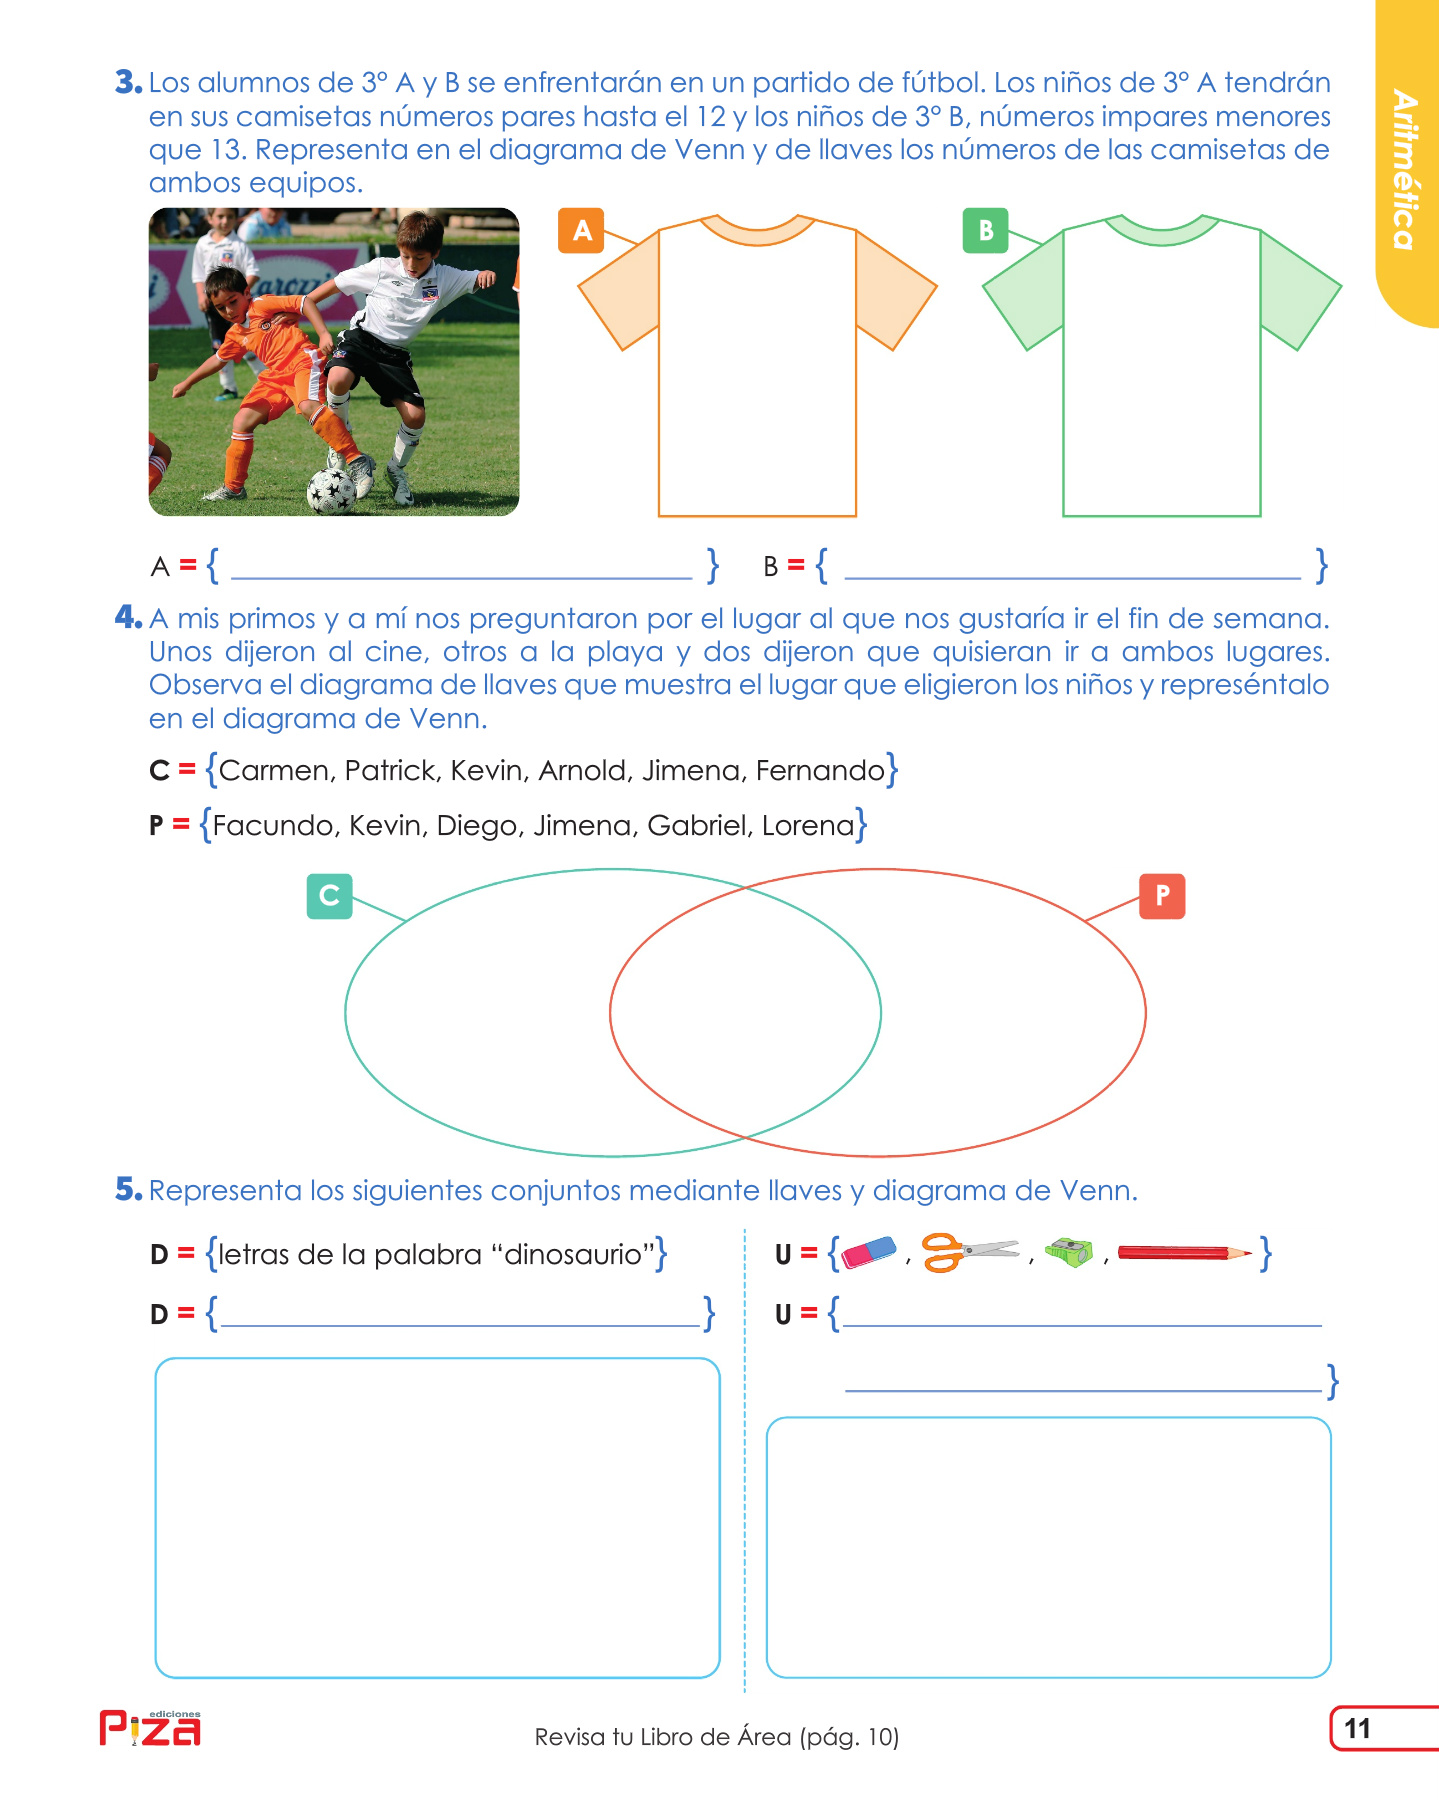 Aritmética
3. Los alumnos de 3° A y B se enfrentarán en un partido de fútbol. Los niños de 3° A tendrán
en sus camisetas números pares hasta el 12 y los niños de 3° B, números impares menores
que 13. Representa en el diagrama de Venn y de llaves los números de las camisetas de
ambos equipos.
A
B
A = { ______ } B = { ______ }
4. A mis primos y a mí nos preguntaron por el lugar al que nos gustaría ir el fin de semana.
Unos dijeron al cine, otros a la playa y dos dijeron que quisieran ir a ambos lugares.
Observa el diagrama de llaves que muestra el lugar que eligieron los niños y represéntalo
en el diagrama de Venn.
C = {Carmen, Patrick, Kevin, Arnold, Jimena, Fernando}
P = {Facundo, Kevin, Diego, Jimena, Gabriel, Lorena}
C
P
5. Representa los siguientes conjuntos mediante llaves y diagrama de Venn.
D = {letras de la palabra “dinosaurio”}
D = { ______ }
U = { , , , }
U = { ______
______ }
ediciones
Piza
Revisa tu Libro de Área (pág. 10)
11